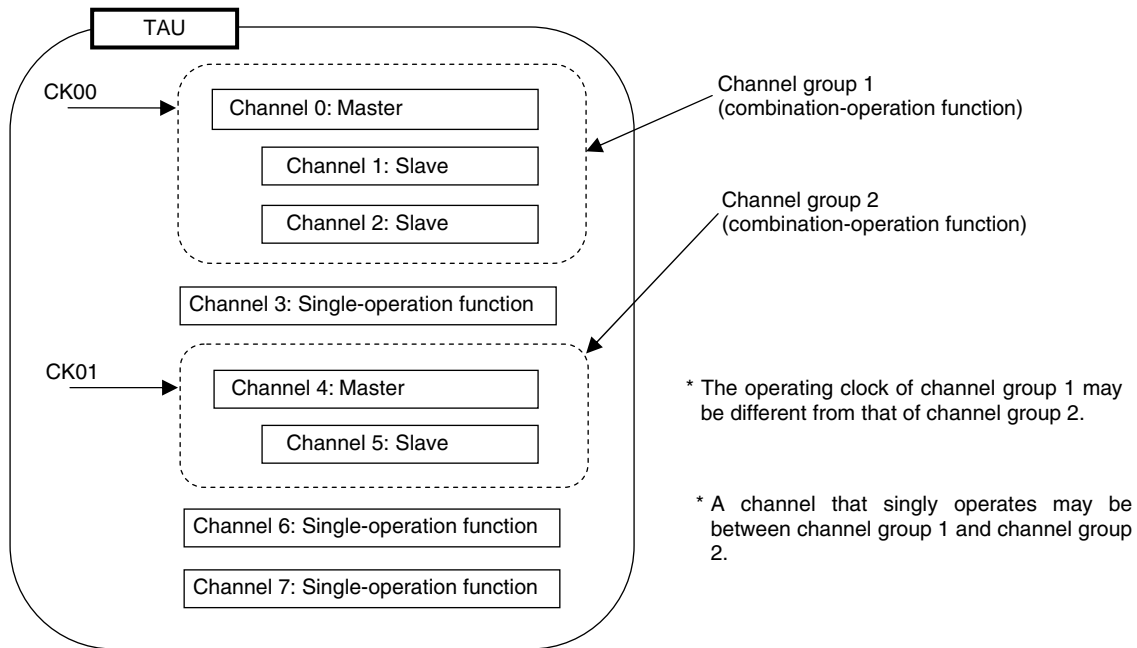 TAU
CK00
Channel 0: Master
Channel 1: Slave
Channel 2: Slave
Channel group 1
(combination-operation function)
Channel group 2
(combination-operation function)
Channel 3: Single-operation function
CK01
Channel 4: Master
Channel 5: Slave
* The operating clock of channel group 1 may
be different from that of channel group 2.
Channel 6: Single-operation function
Channel 7: Single-operation function
* A channel that singly operates may be
between channel group 1 and channel group
2.